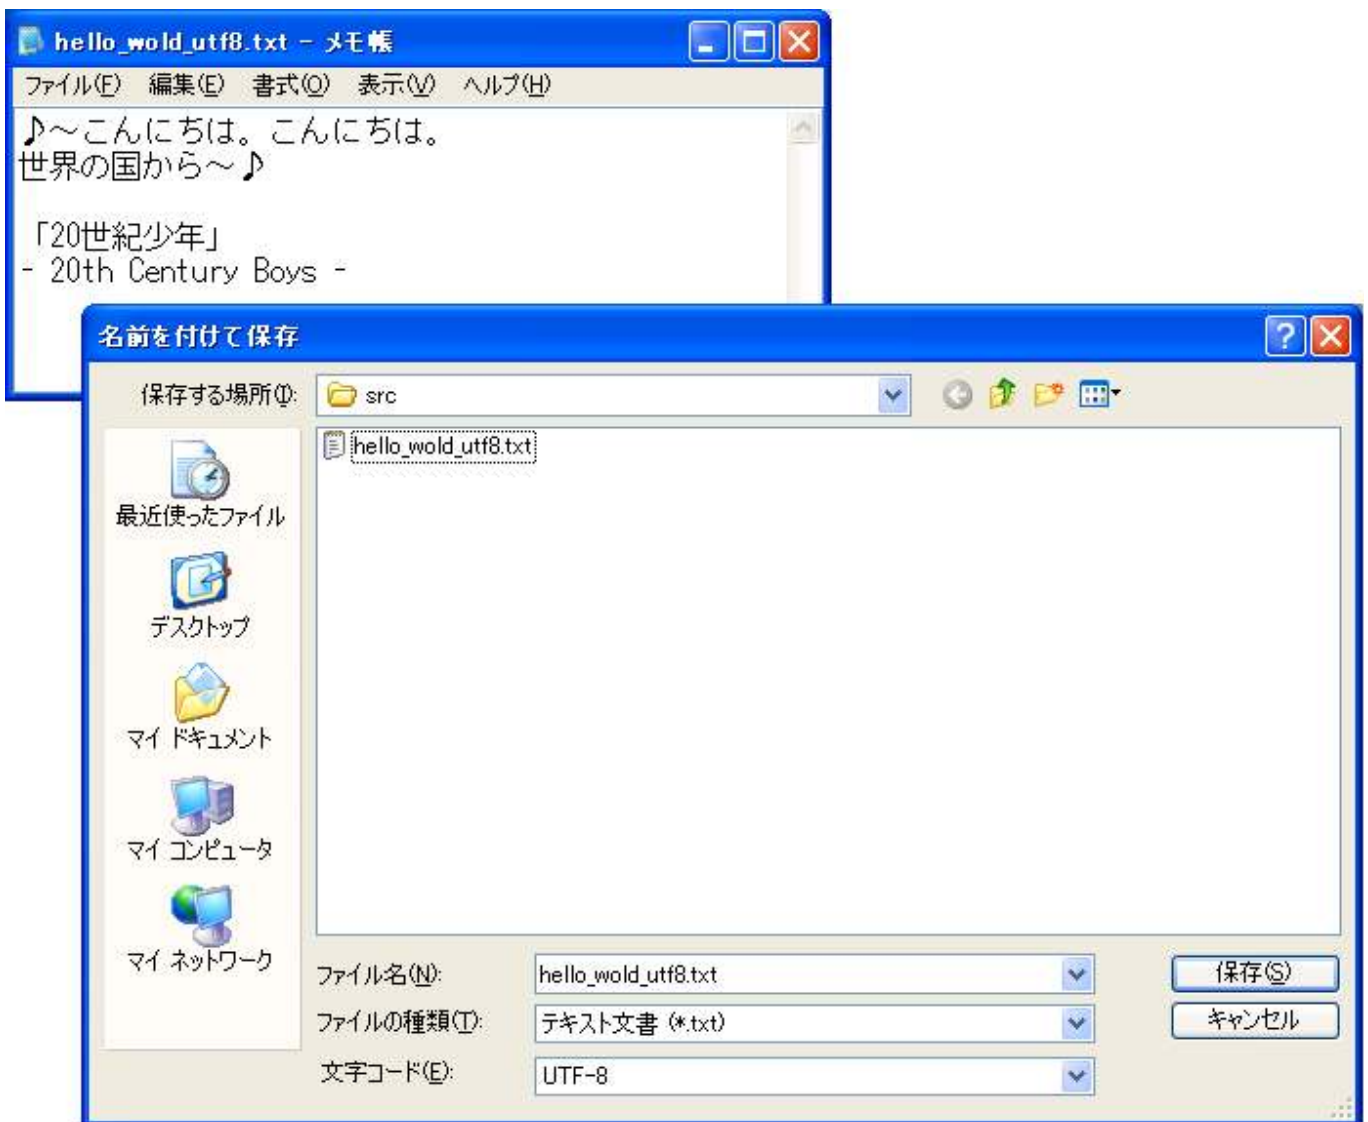 hello_wold_utf8.txt - メモ帳
ファイル(F) 編集(E) 書式(O) 表示(V) ヘルプ(H)
♪～こんにちは。こんにちは。
世界の国から～♪
「20世紀少年」
- 20th Century Boys -
名前を付けて保存
保存する場所(I):
src
hello_wold_utf8.txt
最近使ったファイル
デスクトップ
マイ ドキュメント
マイ コンピュータ
マイ ネットワーク
ファイル名(N):
hello_wold_utf8.txt
保存(S)
ファイルの種類(T):
テキスト文書 (*.txt)
キャンセル
文字コード(E):
UTF-8